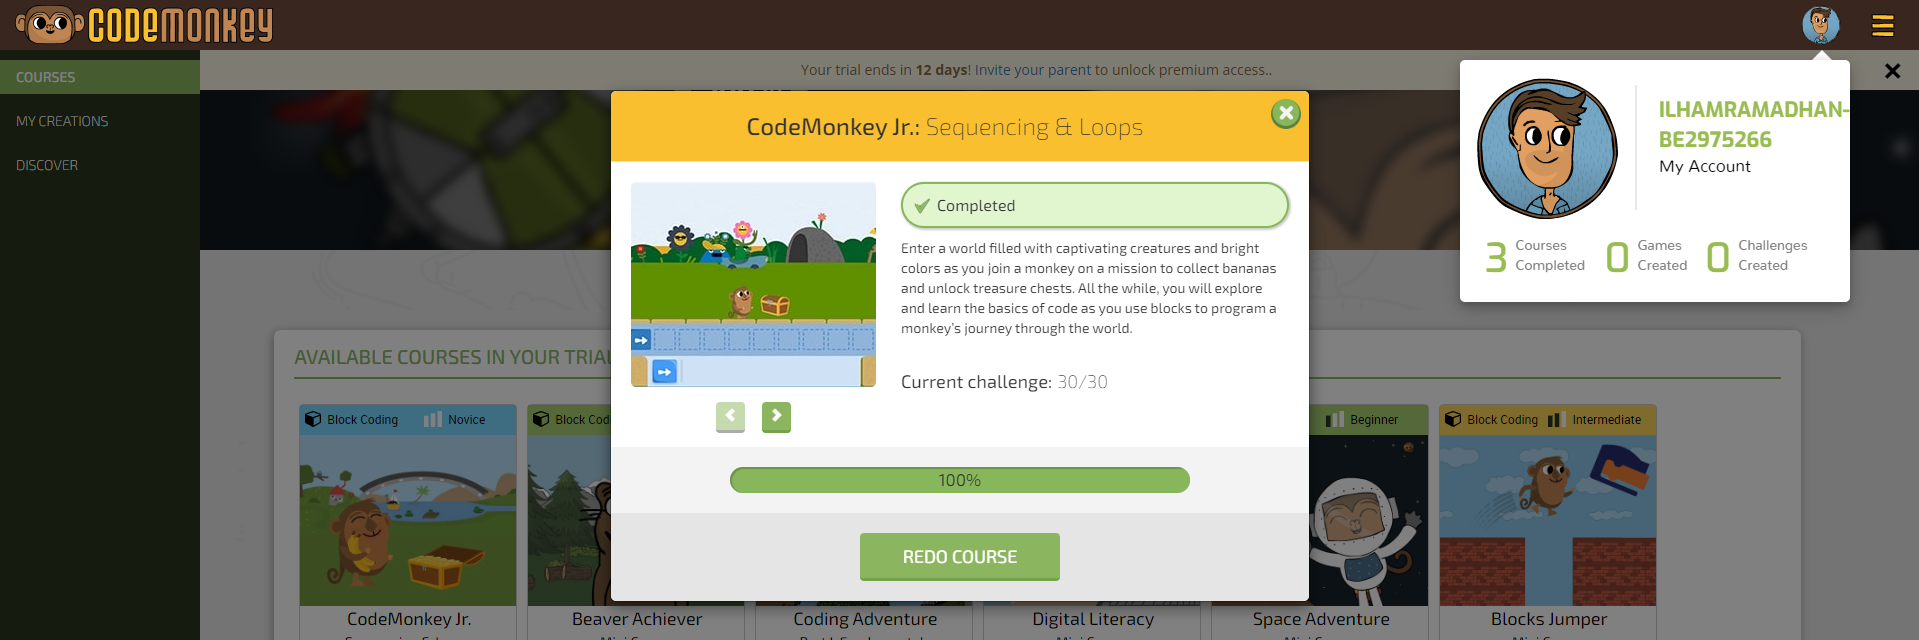 CODEMONKEY
COURSES
MY CREATIONS
DISCOVER
Your trial ends in 12 days! Invite your parent to unlock premium access..
ILHAMRAMADHAN-
BE2975266
My Account
3 Courses Completed
0 Games Created
0 Challenges Created
CodeMonkey Jr.: Sequencing & Loops
Completed
Enter a world filled with captivating creatures and bright
colors as you join a monkey on a mission to collect bananas
and unlock treasure chests. All the while, you will explore
and learn the basics of code as you use blocks to program a
monkey's journey through the world.
Current challenge: 30/30
100%
REDO COURSE
AVAILABLE COURSES IN YOUR TRIAL
Block Coding Novice
Block Cod
Beginner
Block Coding Intermediate
CodeMonkey Jr.
Beaver Achiever
Coding Adventure
Digital Literacy
Space Adventure
Blocks Jumper